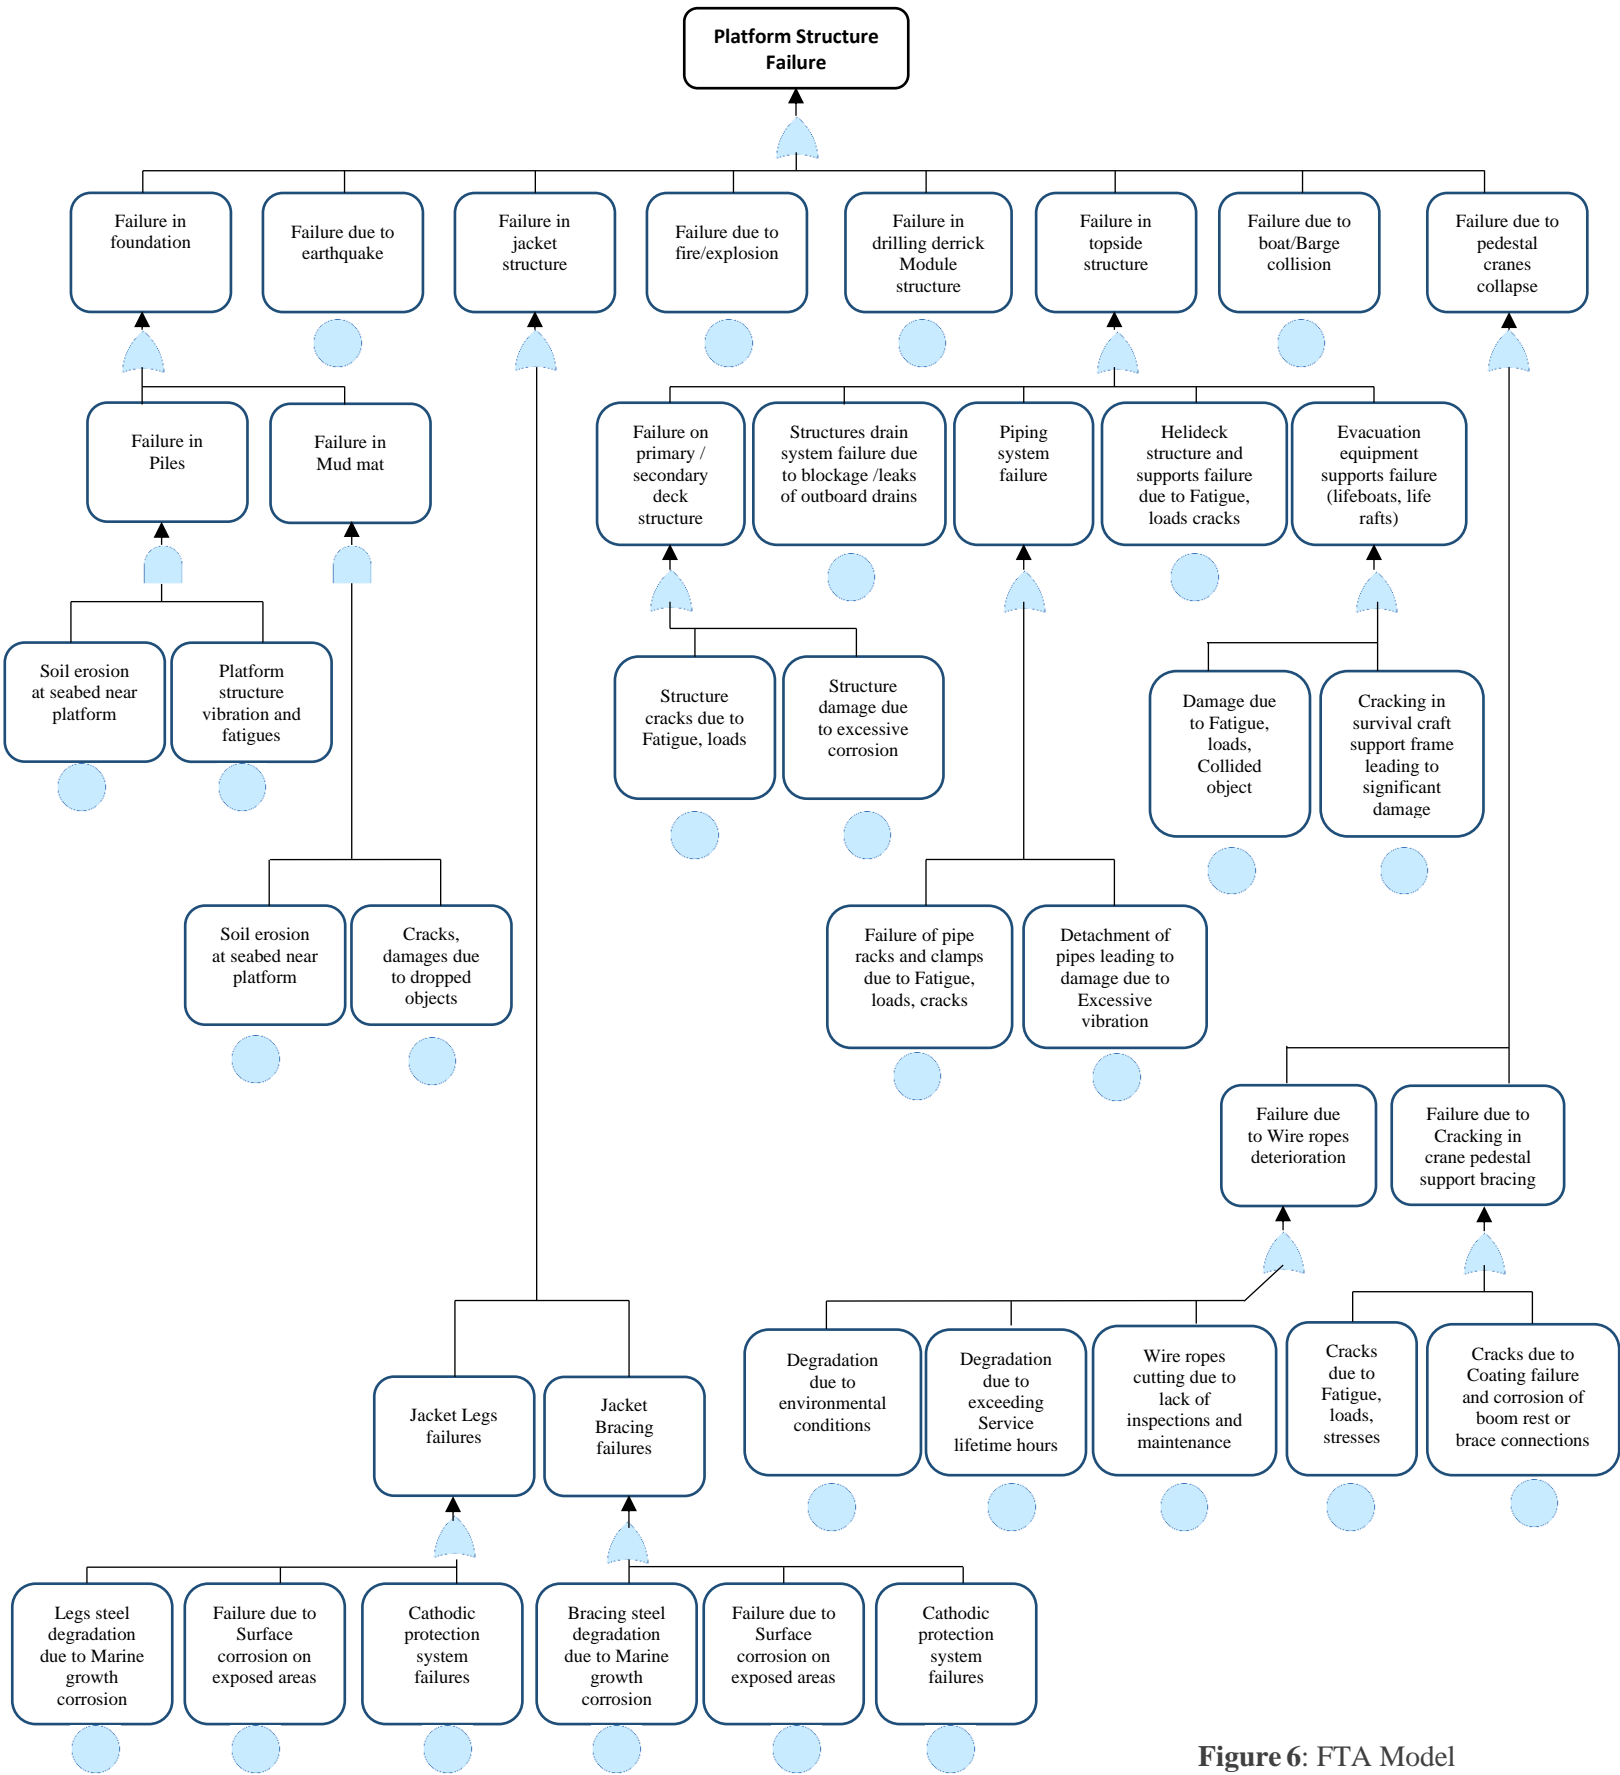 Platform Structure
Failure
Failure in
foundation
Failure due to
earthquake
Failure in
jacket
structure
Failure due to
fire/explosion
Failure in
drilling derrick
Module
structure
Failure in
topside
structure
Failure due to
boat/Barge
collision
Failure due to
pedestal
cranes
collapse
Failure in
Piles
Failure in
Mud mat
Failure on
primary /
secondary
deck
structure
Structures drain
system failure due
to blockage /leaks
of outboard drains
Piping
system
failure
Helideck
structure and
supports failure
due to Fatigue,
loads cracks
Evacuation
equipment
supports failure
(lifeboats, life
rafts)
Soil erosion
at seabed near
platform
Platform
structure
vibration and
fatigues
Structure
cracks due to
Fatigue, loads
Structure
damage due
to excessive
corrosion
Damage due
to Fatigue,
loads,
Collided
object
Cracking in
survival craft
support frame
leading to
significant
damage
Soil erosion
at seabed near
platform
Cracks,
damages due
to dropped
objects
Failure of pipe
racks and clamps
due to Fatigue,
loads, cracks
Detachment of
pipes leading to
damage due to
Excessive
vibration
Failure due
to Wire ropes
deterioration
Failure due to
Cracking in
crane pedestal
support bracing
Jacket Legs
failures
Jacket
Bracing
failures
Degradation
due to
environmental
conditions
Degradation
due to
exceeding
Service
lifetime hours
Wire ropes
cutting due to
lack of
inspections and
maintenance
Cracks
due to
Fatigue,
loads,
stresses
Cracks due to
Coating failure
and corrosion of
boom rest or
brace connections
Legs steel
degradation
due to Marine
growth
corrosion
Failure due to
Surface
corrosion on
exposed areas
Cathodic
protection
system
failures
Bracing steel
degradation
due to Marine
growth
corrosion
Failure due to
Surface
corrosion on
exposed areas
Cathodic
protection
system
failures
Figure 6: FTA Model